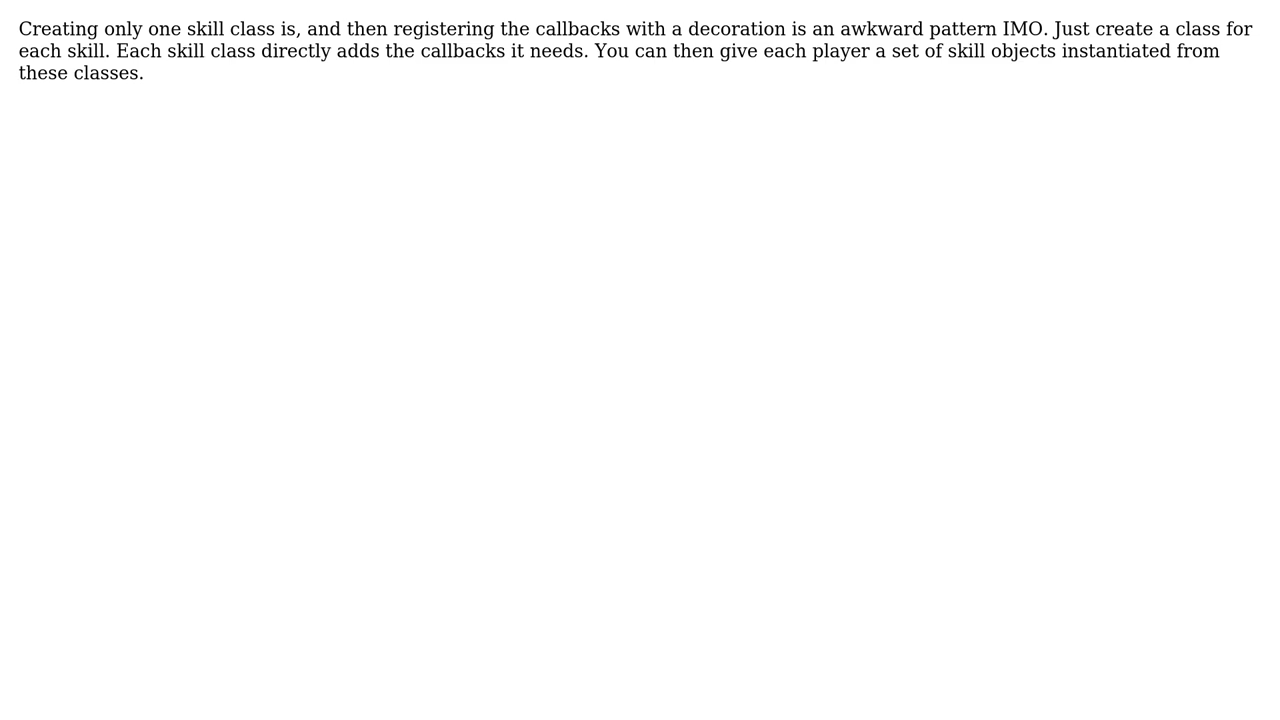 Creating only one skill class is, and then registering the callbacks with a decoration is an awkward pattern IMO. Just create a class for
each skill. Each skill class directly adds the callbacks it needs. You can then give each player a set of skill objects instantiated from
these classes.